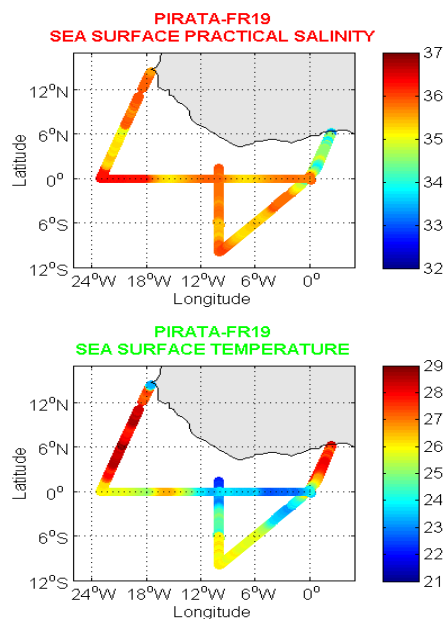 PIRATA-FR19
SEA SURFACE PRACTICAL SALINITY
37
36
35
34
33
32
12°N
6°N
0°
6°S
12°S
Latitude
24°W
18°W
12°W
6°W
0°
Longitude
PIRATA-FR19
SEA SURFACE TEMPERATURE
29
28
27
26
25
24
23
22
21
12°N
6°N
0°
6°S
12°S
Latitude
24°W
18°W
12°W
6°W
0°
Longitude